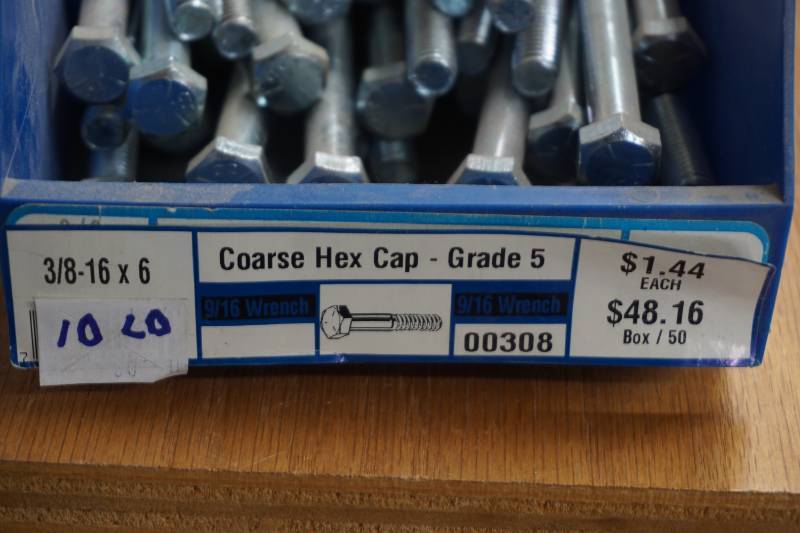 3/8-16 x 6
10 LO
Coarse Hex Cap - Grade 5
9/16 Wrench
9/16 Wrench
00308
$1.44
EACH
$48.16
Box / 50